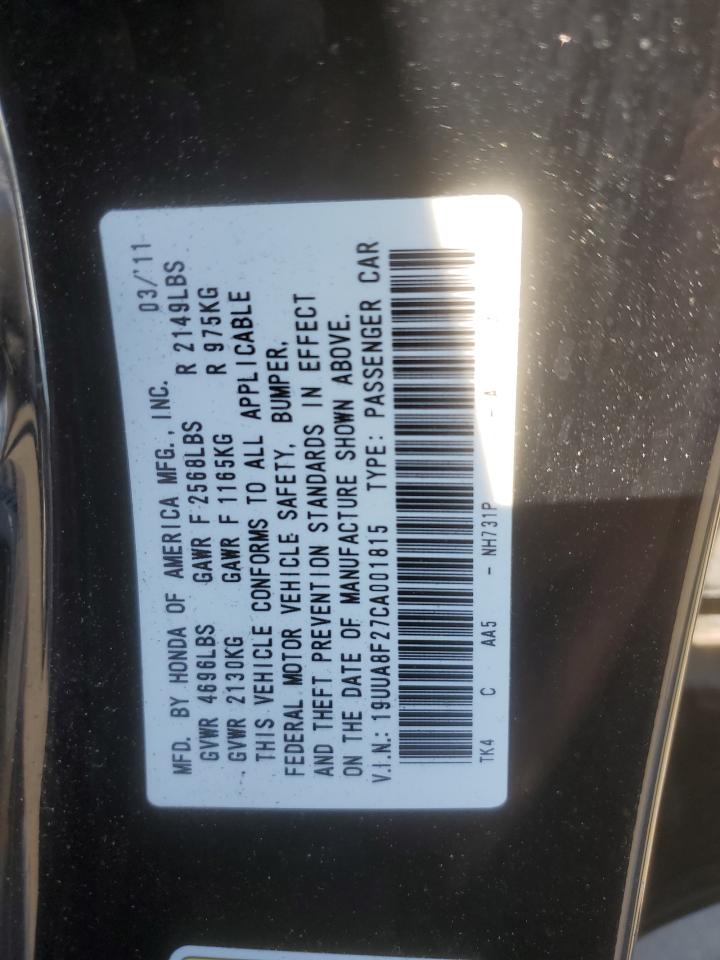 MFD. BY HONDA OF AMERICA MFG., INC. 03/'11
GVWR 4696LBS GAWR F 2568LBS R 2149LBS
GVWR 2130KG GAWR F 1165KG R 975KG
THIS VEHICLE CONFORMS TO ALL APPLICABLE
FEDERAL MOTOR VEHICLE SAFETY, BUMPER,
AND THEFT PREVENTION STANDARDS IN EFFECT
ON THE DATE OF MANUFACTURE SHOWN ABOVE.
V.I.N.: 19UUA8F27CA001815 TYPE: PASSENGER CAR
TK4 C AA5 - NH731P - A